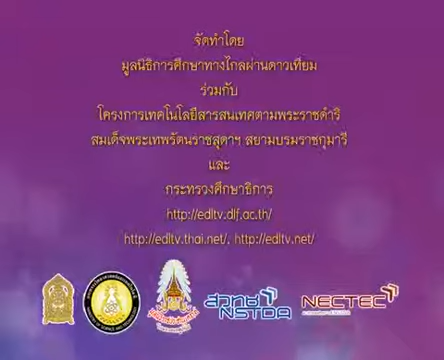 จัดทำโดย
มูลนิธิการศึกษาทางไกลผ่านดาวเทียม
ร่วมกับ
โครงการเทคโนโลยีสารสนเทศตามพระราชดำริ
สมเด็จพระเทพรัตนราชสุดาฯ สยามบรมราชกุมารี
และ
กระทรวงศึกษาธิการ
http://edltv.dlf.ac.th/
http://edltv.thai.net/, http://edltv.net/
สวทช
NSTDA
NECTEC